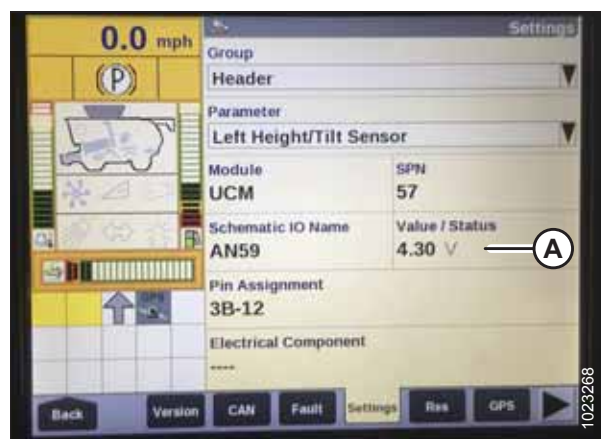 0.0 mph
Settings
(P)
Group
Header
Parameter
Left Height/Tilt Sensor
Module
SPN
UCM
57
Schematic IO Name
Value / Status
AN59
4.30 V
A
Pin Assignment
3B-12
Electrical Component
----
Back
Version
CAN
Fault
Settings
Res
GPS
1023268